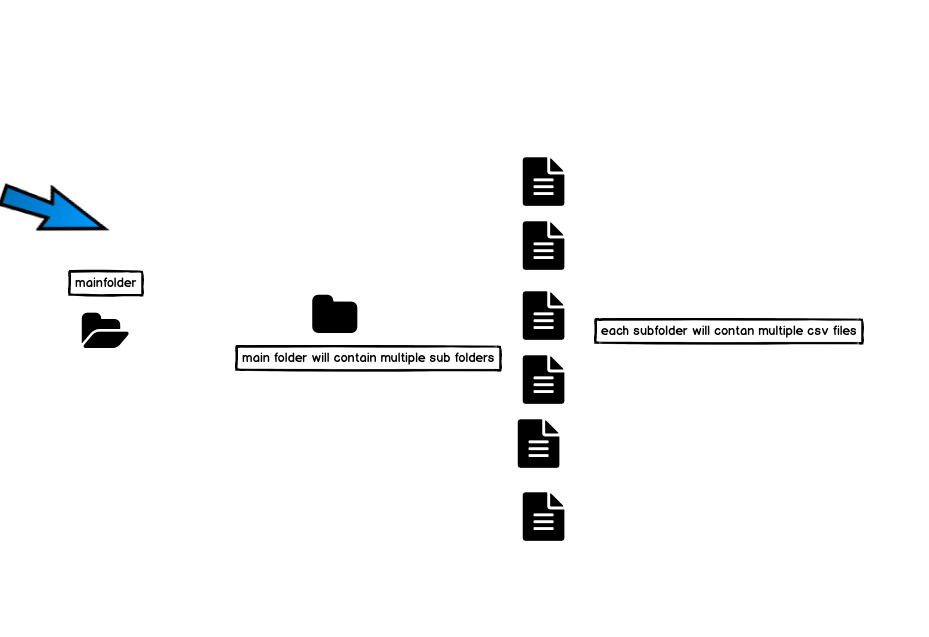 mainfolder
main folder will contain multiple sub folders
each subfolder will contan multiple csv files